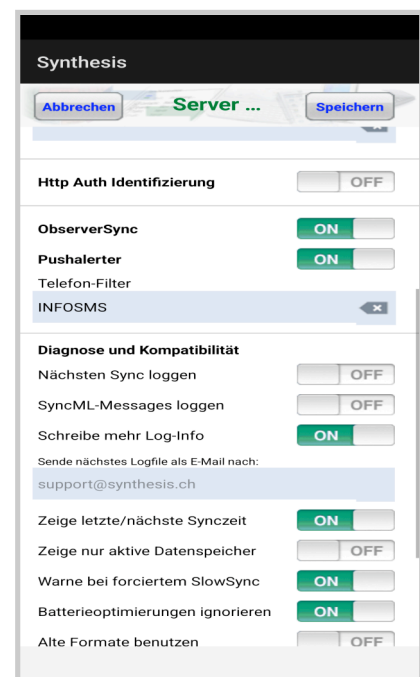 Synthesis
Abbrechen Server ... Speichern
Http Auth Identifizierung OFF
ObserverSync ON
Pushalerter ON
Telefon-Filter
INFOSMS
Diagnose und Kompatibilität
Nächsten Sync loggen OFF
SyncML-Messages loggen OFF
Schreibe mehr Log-Info ON
Sende nächstes Logfile als E-Mail nach:
support@synthesis.ch
Zeige letzte/nächste Synczeit ON
Zeige nur aktive Datenspeicher OFF
Warne bei forciertem SlowSync ON
Batterieoptimierungen ignorieren ON
Alte Formate benutzen OFF